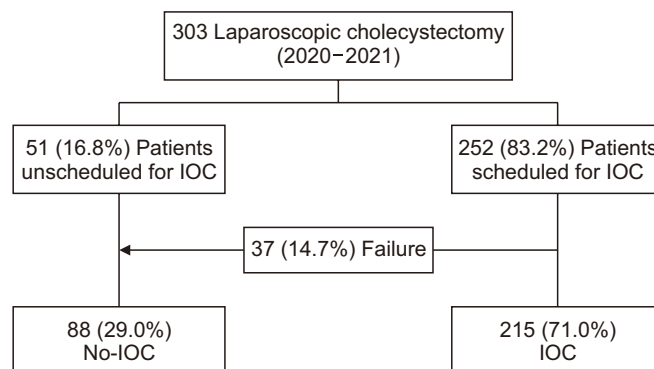 303 Laparoscopic cholecystectomy
(2020−2021)
51 (16.8%) Patients
unscheduled for IOC
252 (83.2%) Patients
scheduled for IOC
37 (14.7%) Failure
88 (29.0%)
No-IOC
215 (71.0%)
IOC